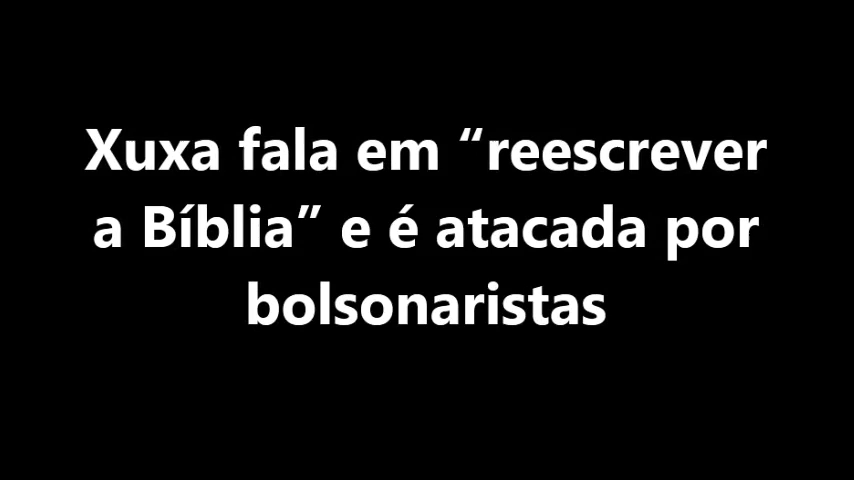 Xuxa fala em “reescrever
a Bíblia” e é atacada por
bolsonaristas